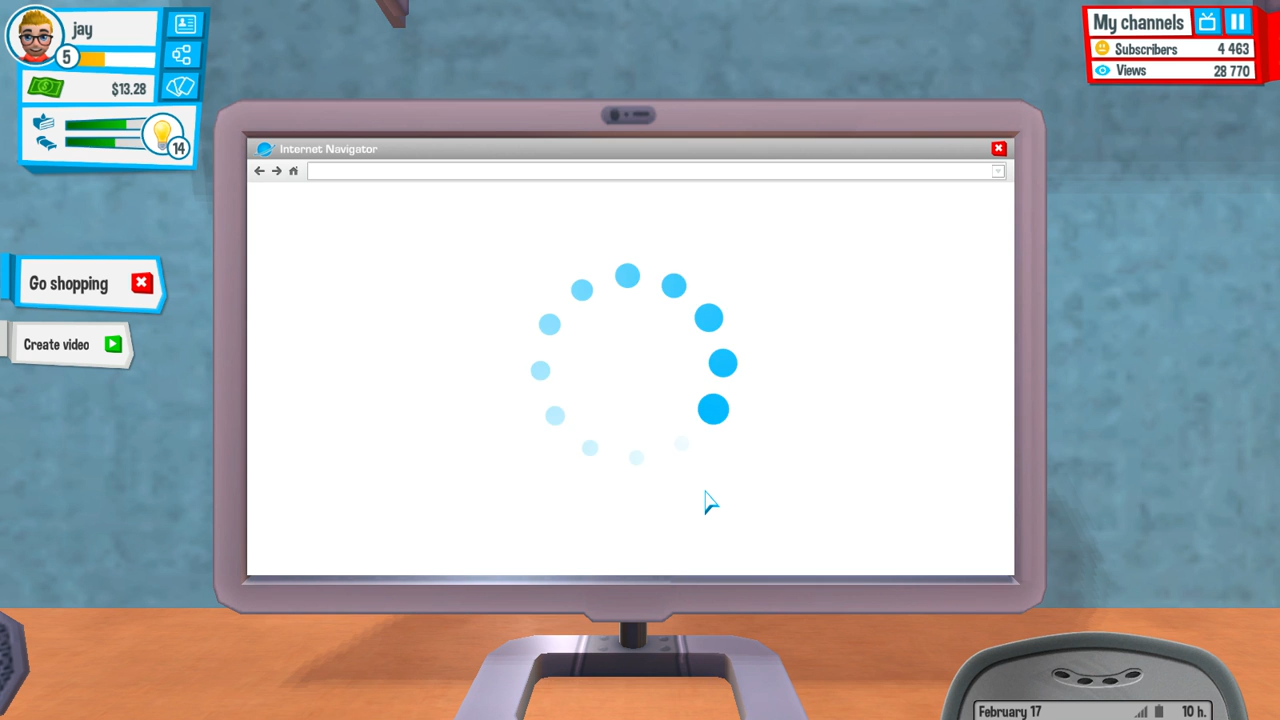 jay
5
$13.28
14
My channels
Subscribers 4 463
Views 28 770
Internet Navigator
Go shopping
Create video
February 17 10 h.